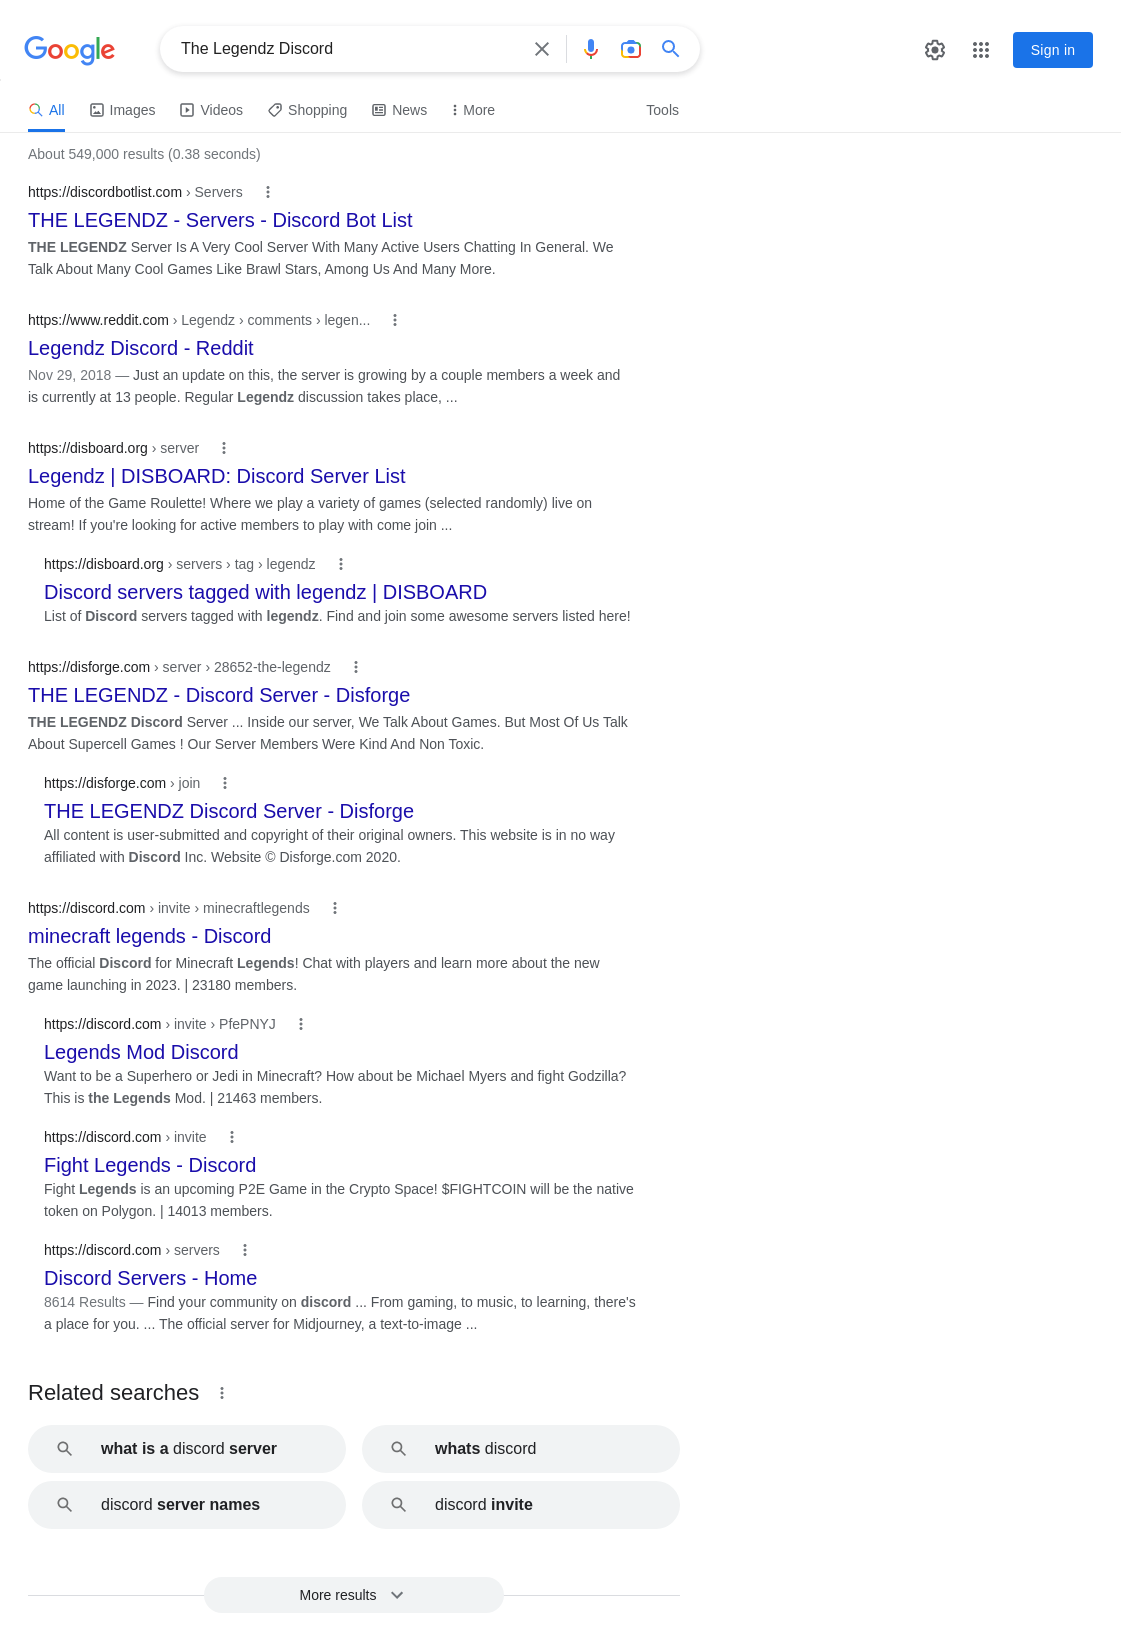 Google
The Legendz Discord
Sign in
All
Images
Videos
Shopping
News
More
Tools
About 549,000 results (0.38 seconds)
https://discordbotlist.com › Servers
THE LEGENDZ - Servers - Discord Bot List
THE LEGENDZ Server Is A Very Cool Server With Many Active Users Chatting In General. We
Talk About Many Cool Games Like Brawl Stars, Among Us And Many More.
https://www.reddit.com › Legendz › comments › legen...
Legendz Discord - Reddit
Nov 29, 2018 — Just an update on this, the server is growing by a couple members a week and
is currently at 13 people. Regular Legendz discussion takes place, ...
https://disboard.org › server
Legendz | DISBOARD: Discord Server List
Home of the Game Roulette! Where we play a variety of games (selected randomly) live on
stream! If you're looking for active members to play with come join ...
https://disboard.org › servers › tag › legendz
Discord servers tagged with legendz | DISBOARD
List of Discord servers tagged with legendz. Find and join some awesome servers listed here!
https://disforge.com › server › 28652-the-legendz
THE LEGENDZ - Discord Server - Disforge
THE LEGENDZ Discord Server ... Inside our server, We Talk About Games. But Most Of Us Talk
About Supercell Games ! Our Server Members Were Kind And Non Toxic.
https://disforge.com › join
THE LEGENDZ Discord Server - Disforge
All content is user-submitted and copyright of their original owners. This website is in no way
affiliated with Discord Inc. Website © Disforge.com 2020.
https://discord.com › invite › minecraftlegends
minecraft legends - Discord
The official Discord for Minecraft Legends! Chat with players and learn more about the new
game launching in 2023. | 23180 members.
https://discord.com › invite › PfePNYJ
Legends Mod Discord
Want to be a Superhero or Jedi in Minecraft? How about be Michael Myers and fight Godzilla?
This is the Legends Mod. | 21463 members.
https://discord.com › invite
Fight Legends - Discord
Fight Legends is an upcoming P2E Game in the Crypto Space! $FIGHTCOIN will be the native
token on Polygon. | 14013 members.
https://discord.com › servers
Discord Servers - Home
8614 Results — Find your community on discord ... From gaming, to music, to learning, there's
a place for you. ... The official server for Midjourney, a text-to-image ...
Related searches
what is a discord server
whats discord
discord server names
discord invite
More results